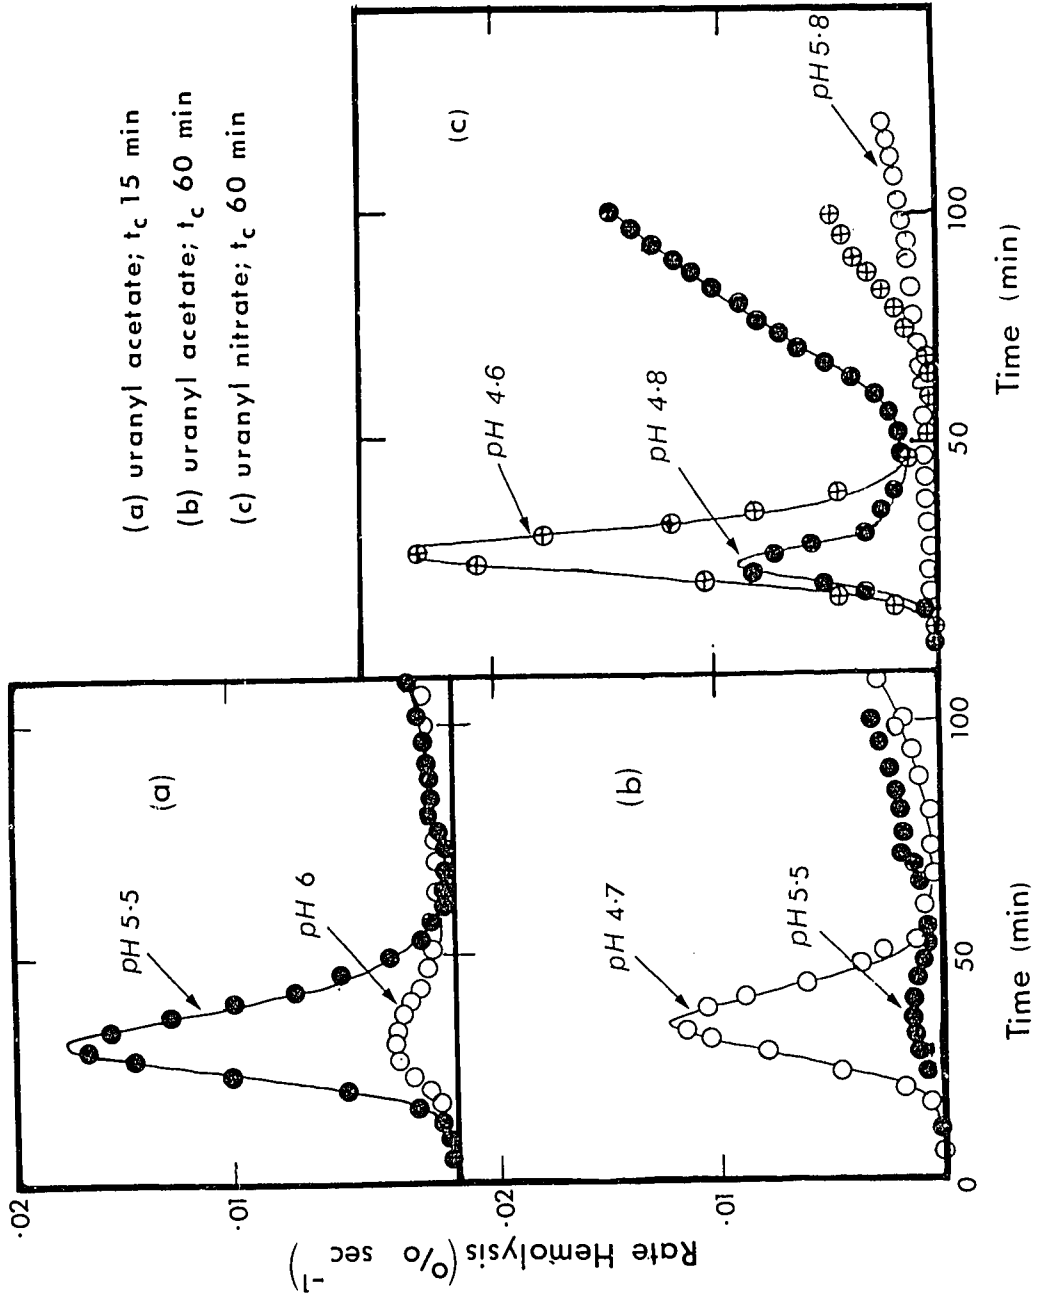 (a) uranyl acetate; tc 15 min
(b) uranyl acetate; tc 60 min
(c) uranyl nitrate; tc 60 min
Rate Hemolysis (% sec⁻¹)
·02
·01
(a)
pH 5·5
pH 6
·02
·01
(b)
pH 4·7
pH 5·5
0
50
100
Time (min)
(c)
pH 4·6
pH 4·8
pH 5·8
50
100
Time (min)